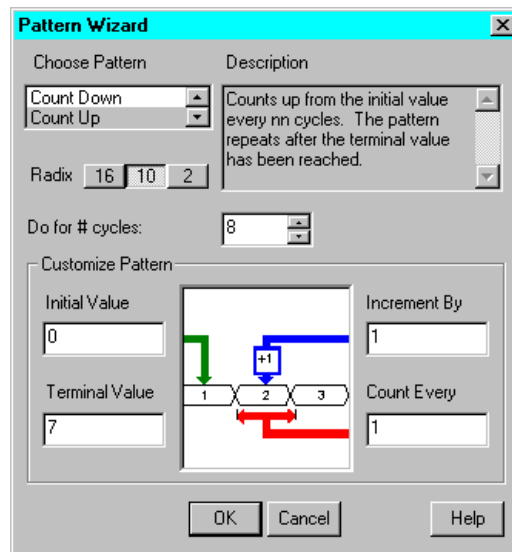 Pattern Wizard
Choose Pattern
Description
Count Down
Count Up
Counts up from the initial value
every nn cycles. The pattern
repeats after the terminal value
has been reached.
Radix 16 10 2
Do for # cycles: 8
Customize Pattern
Initial Value
0
Increment By
1
+1
1 2 3
Terminal Value
7
Count Every
1
OK Cancel Help